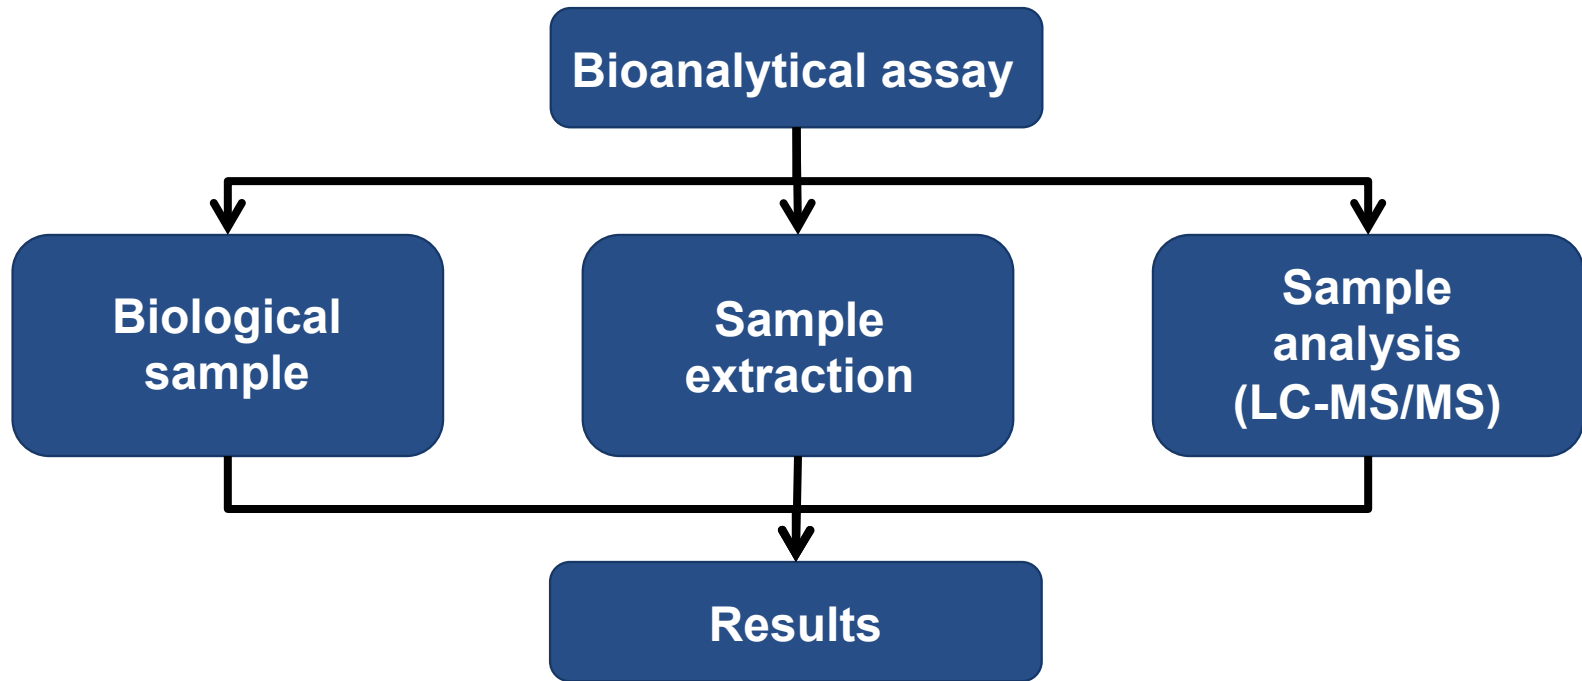 Bioanalytical assay
Biological
sample
Sample
extraction
Sample
analysis
(LC-MS/MS)
Results